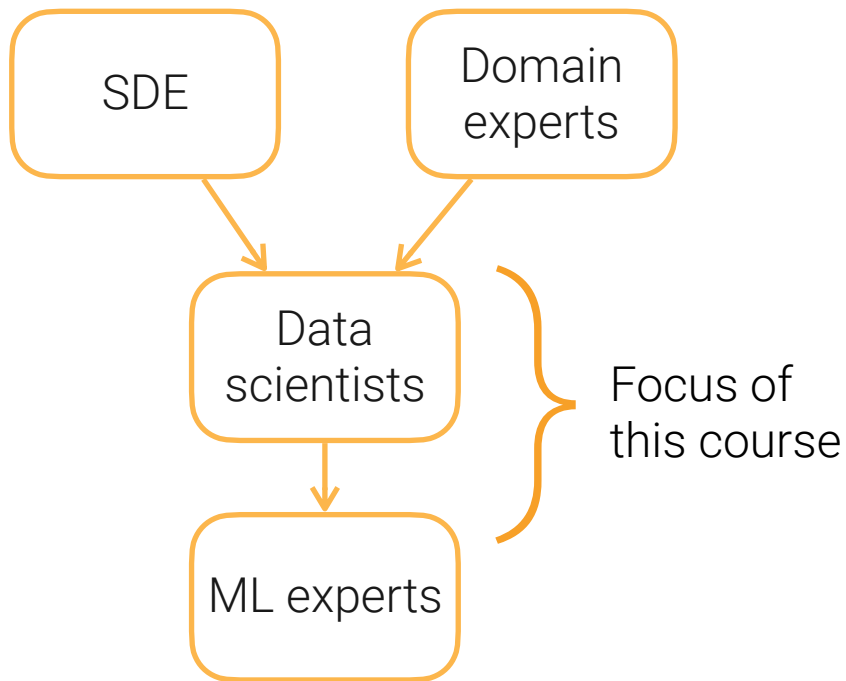 SDE
Domain
experts
Data
scientists
Focus of
this course
ML experts